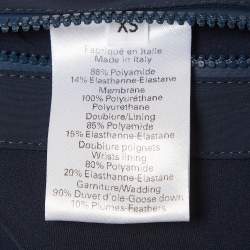 XS
Fabriqué en Italie
Made in Italy
86% Polyamide
14% Elasthanne-Elastane
Membrane
100% Polyuréthane
Polyurethane
Doublure/Lining
85% Polyamide
15% Elasthanne-Elastane
Doublure poignets
Wrists lining
80% Polyamide
20% Elasthanne-Elastane
Garniture/Wadding
90% Duvet d'oie-Goose down
10% Plumes-Feathers